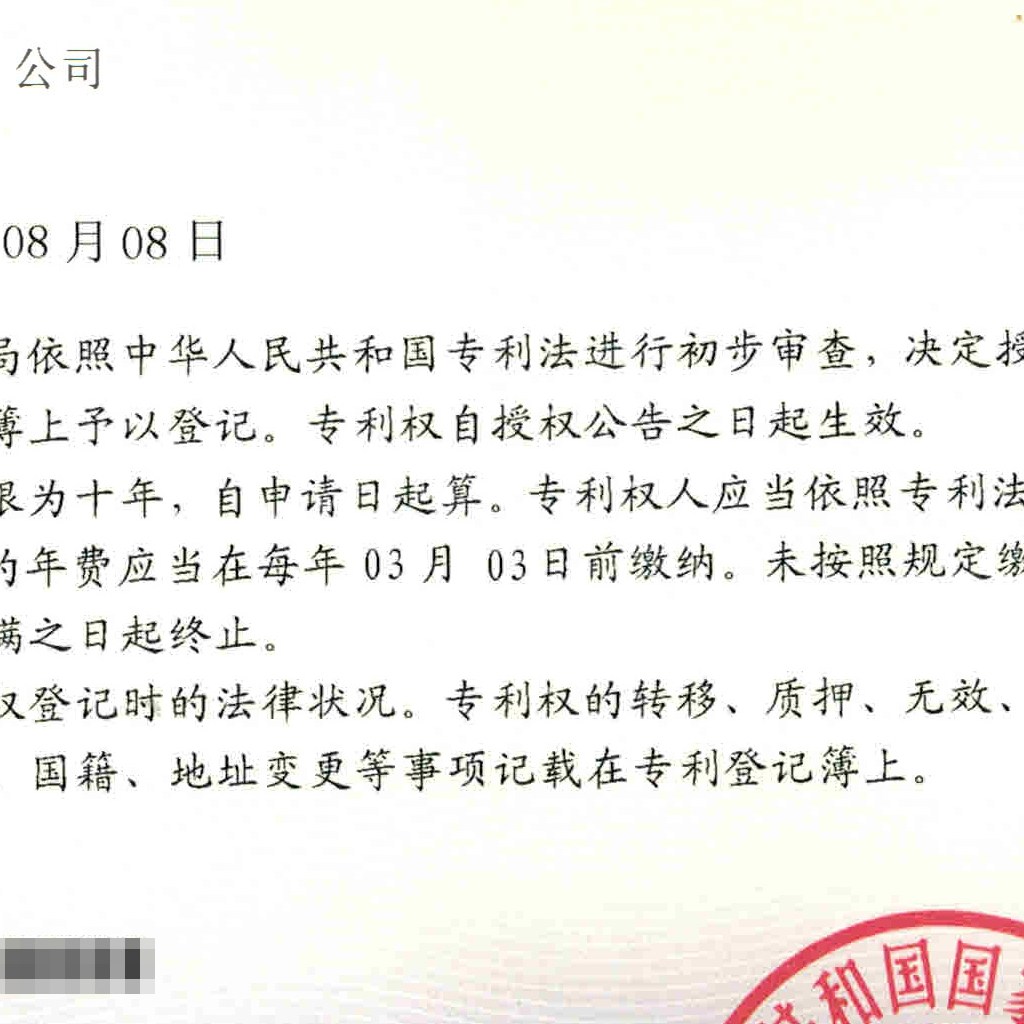 公司
08月08日
局依照中华人民共和国专利法进行初步审查，决定授
簿上予以登记。专利权自授权公告之日起生效。
限为十年，自申请日起算。专利权人应当依照专利法
的年费应当在每年 03月 03日前缴纳。未按照规定缴
满之日起终止。
权登记时的法律状况。专利权的转移、质押、无效、
国籍、地址变更等事项记载在专利登记簿上。
和国国